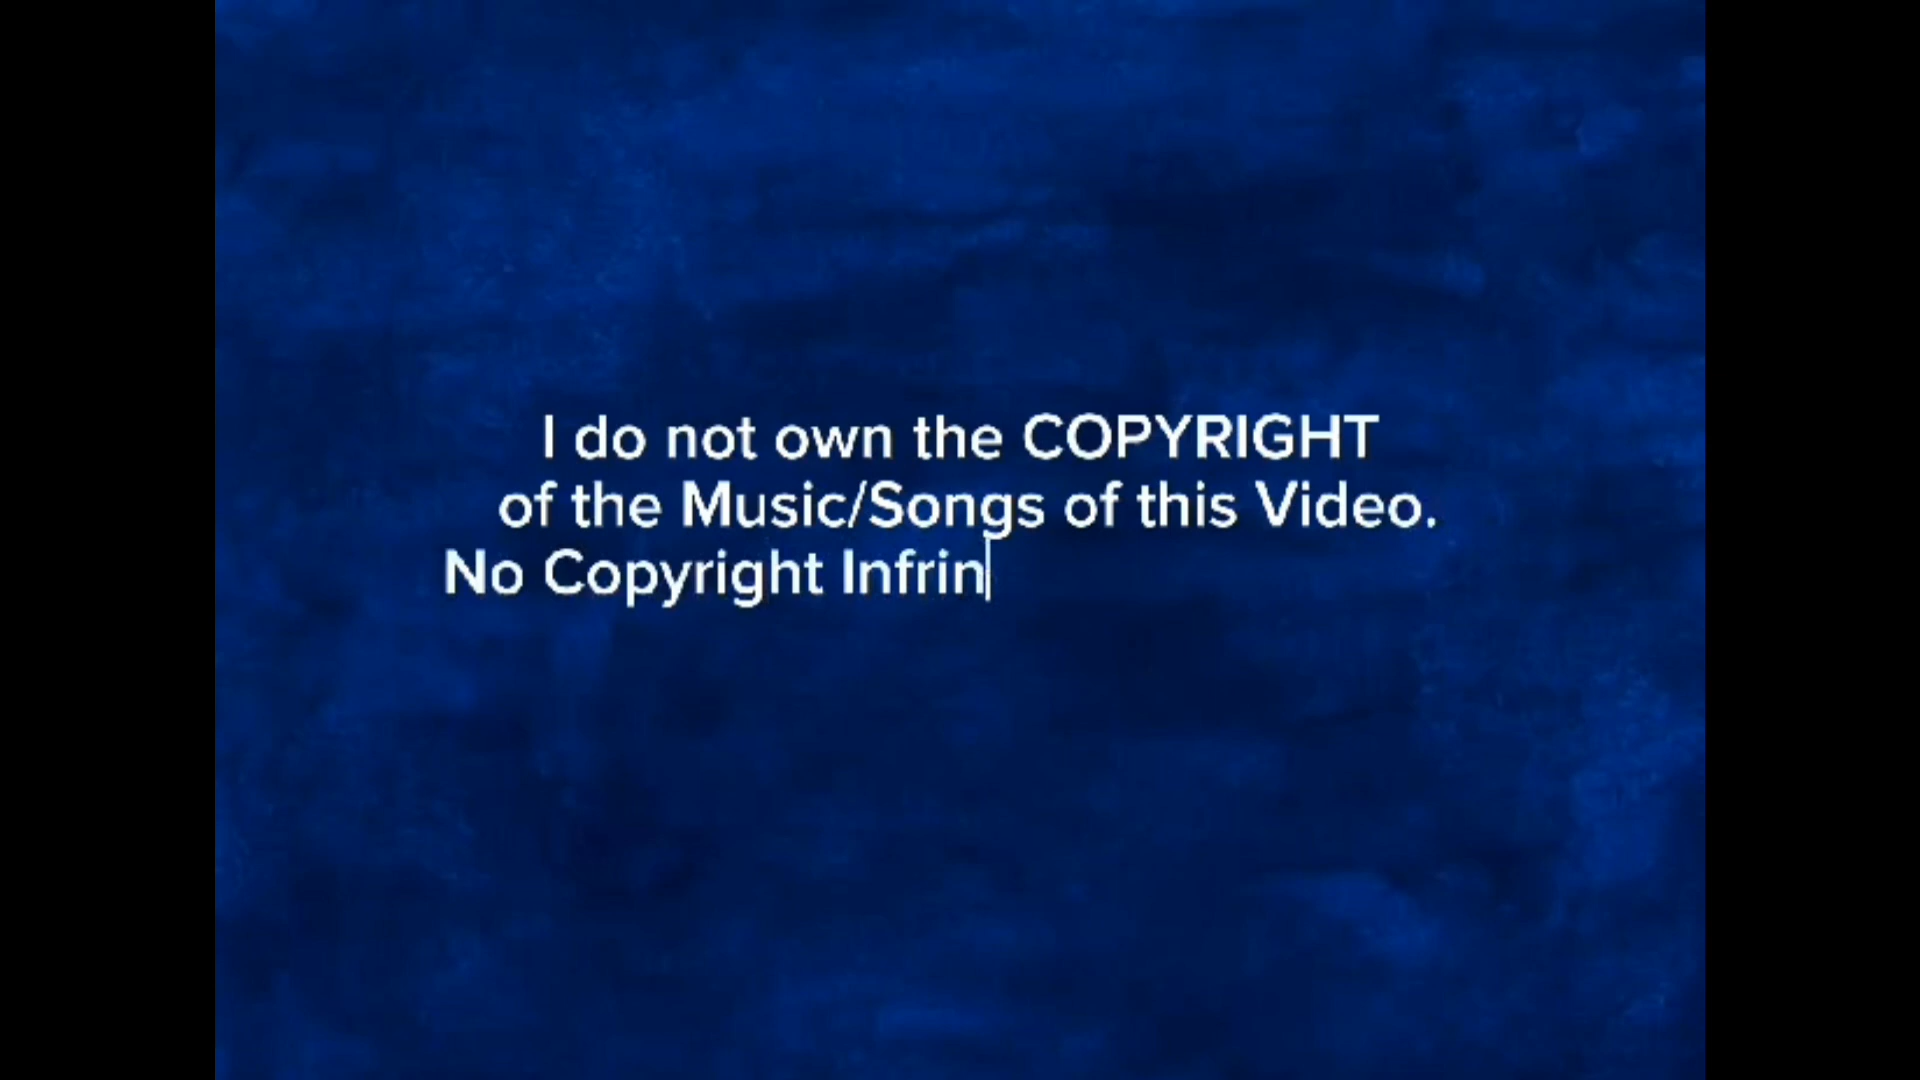 I do not own the COPYRIGHT
of the Music/Songs of this Video.
No Copyright Infrin